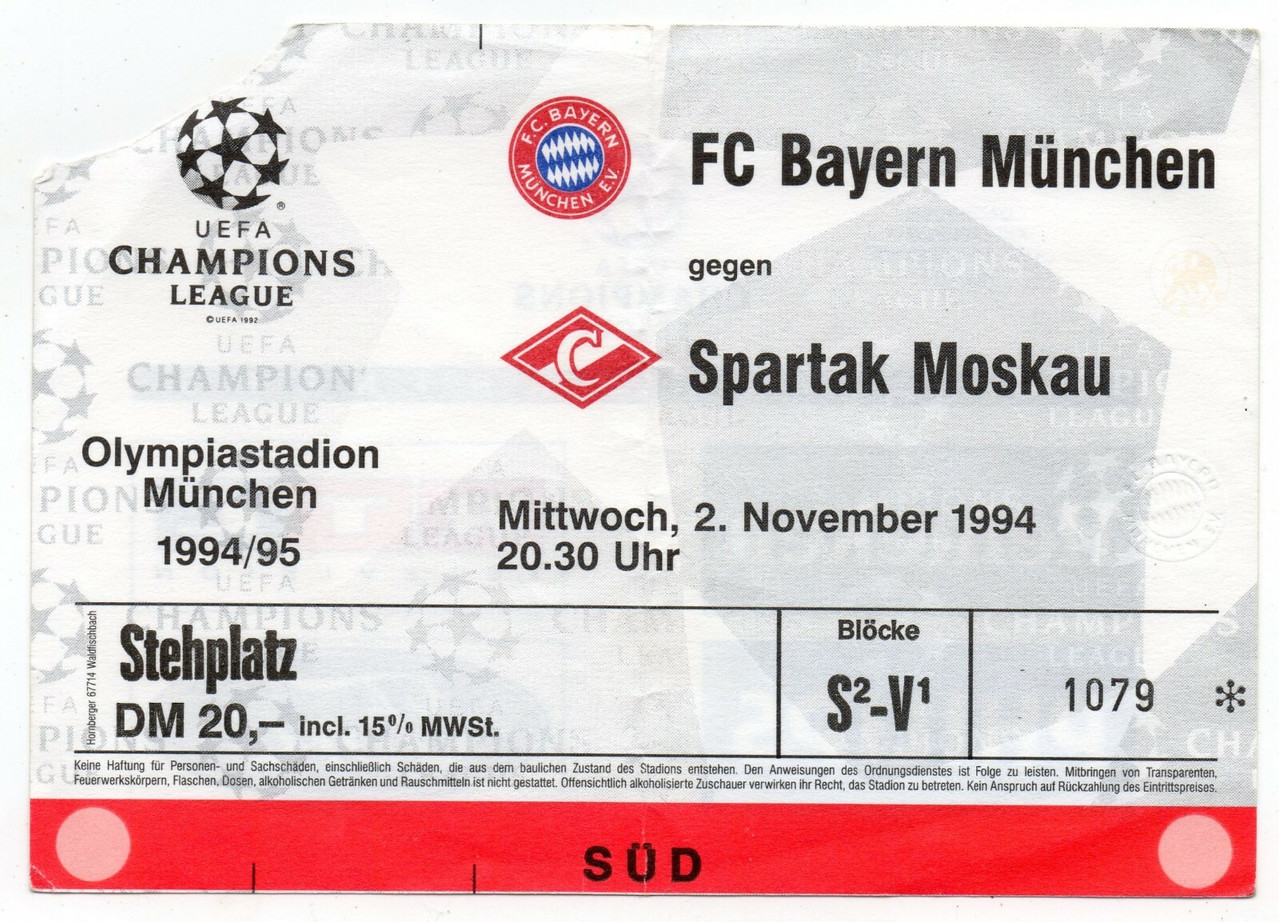 UEFA
CHAMPIONS
LEAGUE
©UEFA 1992
F.C. BAYERN
MÜNCHEN E.V.
FC Bayern München
gegen
C
Spartak Moskau
Olympiastadion
München
1994/95
Mittwoch, 2. November 1994
20.30 Uhr
Hornberger 67714 Waldfischbach
Stehplatz
DM 20,– incl. 15% MWSt.
Blöcke
S²-V¹
1079
Keine Haftung für Personen- und Sachschäden, einschließlich Schäden, die aus dem baulichen Zustand des Stadions entstehen. Den Anweisungen des Ordnungsdienstes ist Folge zu leisten. Mitbringen von Transparenten,
Feuerwerkskörpern, Flaschen, Dosen, alkoholischen Getränken und Rauschmitteln ist nicht gestattet. Offensichtlich alkoholisierte Zuschauer verwirken ihr Recht, das Stadion zu betreten. Kein Anspruch auf Rückzahlung des Eintrittspreises.
SÜD